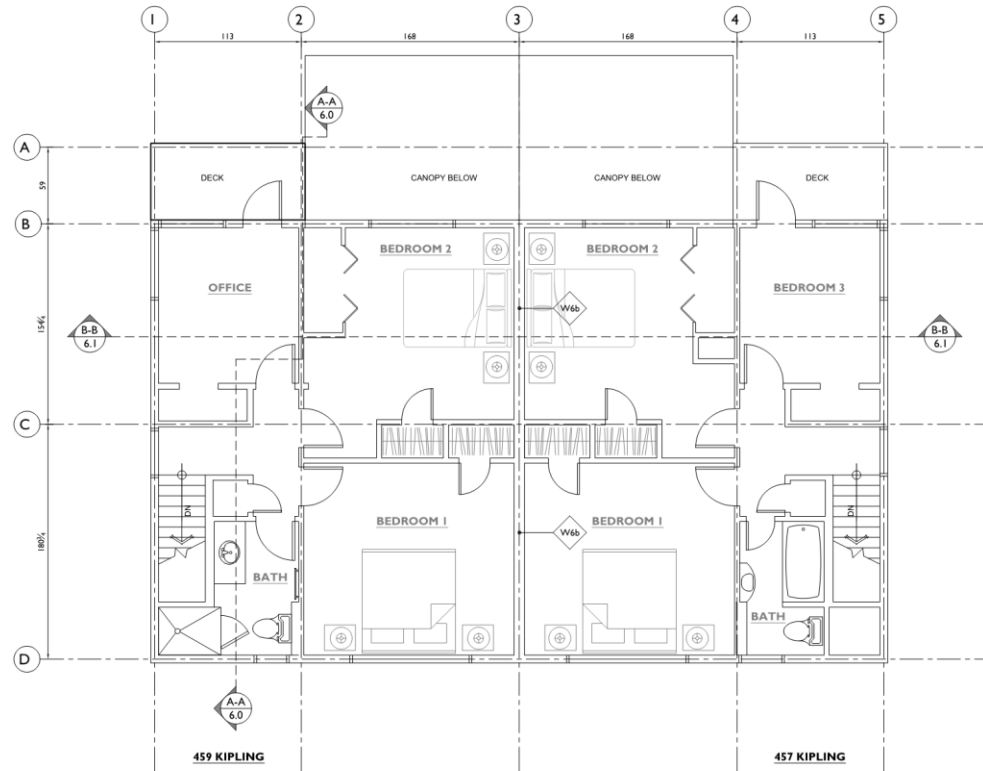 1 2 3 4 5
113 168 168 113
A-A
6.0
A
59
DECK CANOPY BELOW CANOPY BELOW DECK
B
BEDROOM 2 BEDROOM 2
OFFICE BEDROOM 3
W6b
154¼
B-B
6.1
B-B
6.1
C
DN DN
BEDROOM 1 BEDROOM 1
W6b
180¼
BATH
BATH
D
A-A
6.0
459 KIPLING 457 KIPLING